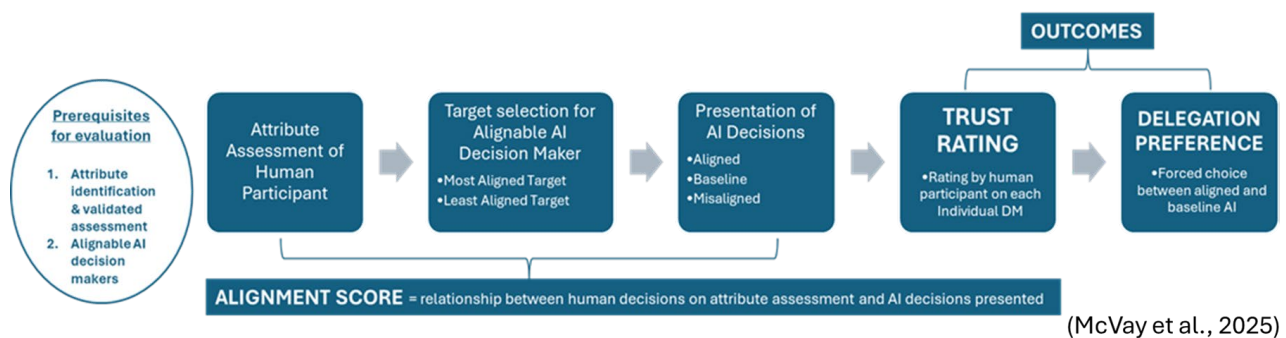 OUTCOMES
Prerequisites
for evaluation
1. Attribute
identification
& validated
assessment
2. Alignable AI
decision
makers
Attribute
Assessment of
Human
Participant
Target selection for
Alignable AI
Decision Maker
•Most Aligned Target
•Least Aligned Target
Presentation of
AI Decisions
•Aligned
•Baseline
•Misaligned
TRUST
RATING
•Rating by human
participant on each
Individual DM
DELEGATION
PREFERENCE
•Forced choice
between aligned and
baseline AI
ALIGNMENT SCORE = relationship between human decisions on attribute assessment and AI decisions presented
(McVay et al., 2025)